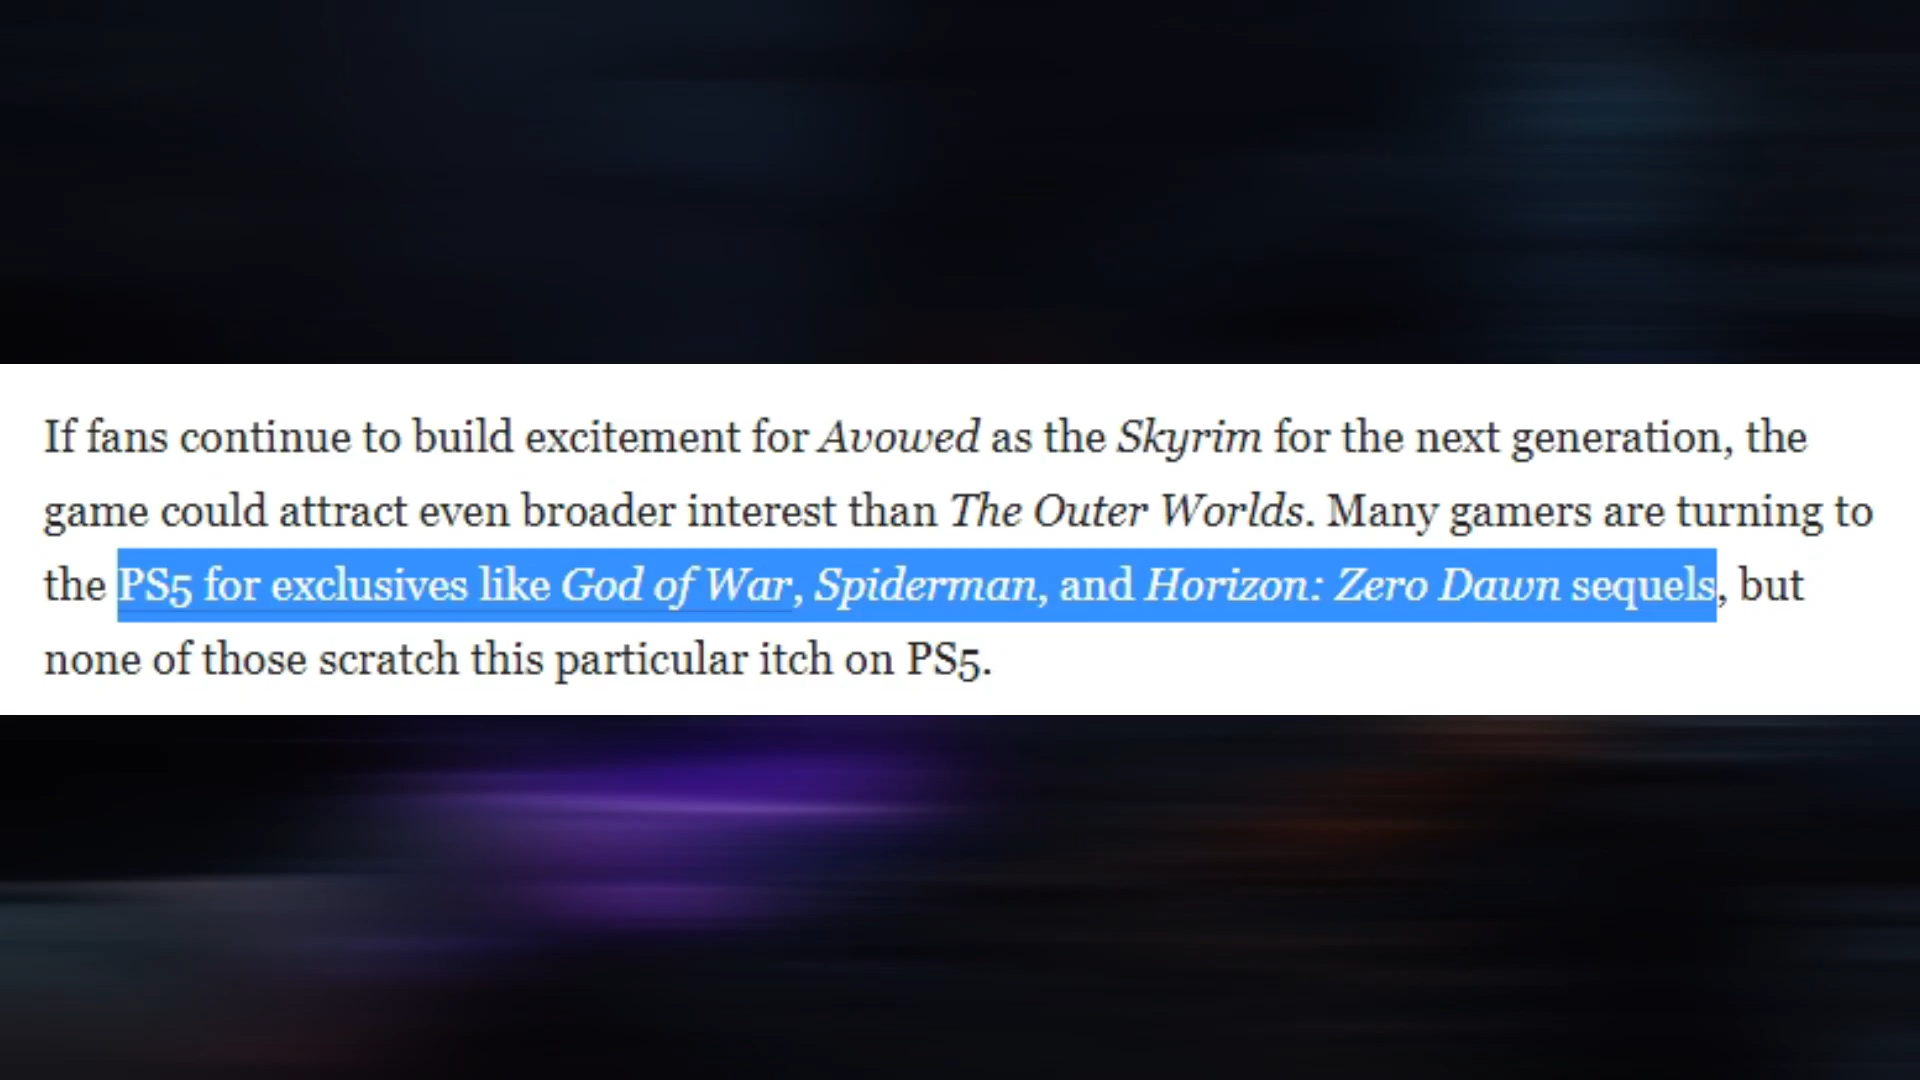 If fans continue to build excitement for Avowed as the Skyrim for the next generation, the
game could attract even broader interest than The Outer Worlds. Many gamers are turning to
the PS5 for exclusives like God of War, Spiderman, and Horizon: Zero Dawn sequels, but
none of those scratch this particular itch on PS5.